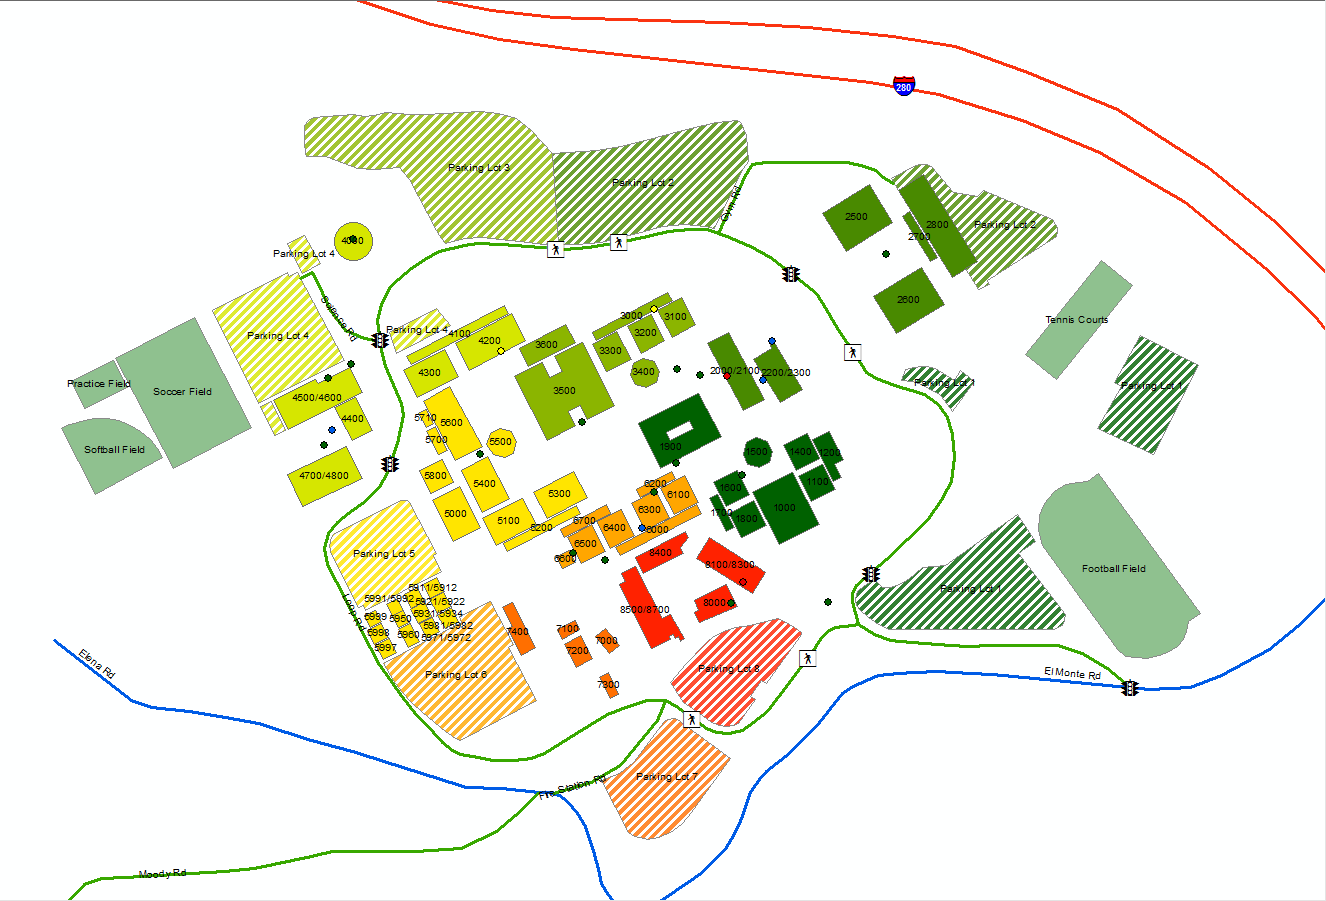 280
Parking Lot 3
Parking Lot 2
Gym Rd
2500
2800
2700
Parking Lot 2
4000
Parking Lot 4
2600
Parking Lot 4
Parking Lot 4
4100
4200
3000
3100
3200
3300
3600
3400
3500
Tennis Courts
4300
2000/2100
2200/2300
Parking Lot 1
Parking Lot 1
Practice Field
Soccer Field
4500/4600
4400
5710
5600
5700
5500
Softball Field
4700/4800
1900
1500
1400
1200
5800
5400
5300
5000
5100
5200
6200
6100
6300
6000
6700
6400
6500
6600
1600
1100
1700
1800
1000
Parking Lot 5
8400
8100/8300
8000
8500/8700
Football Field
Parking Lot 1
5911/5912
5991/5992
5921/5922
5999
5950
5931/5934
5981/5982
5998
5960
5971/5972
5997
Loop Rd
7400
7100
7200
7000
7300
Elena Rd
Parking Lot 6
Parking Lot 8
El Monte Rd
Parking Lot 7
Fire Station Rd
Moody Rd